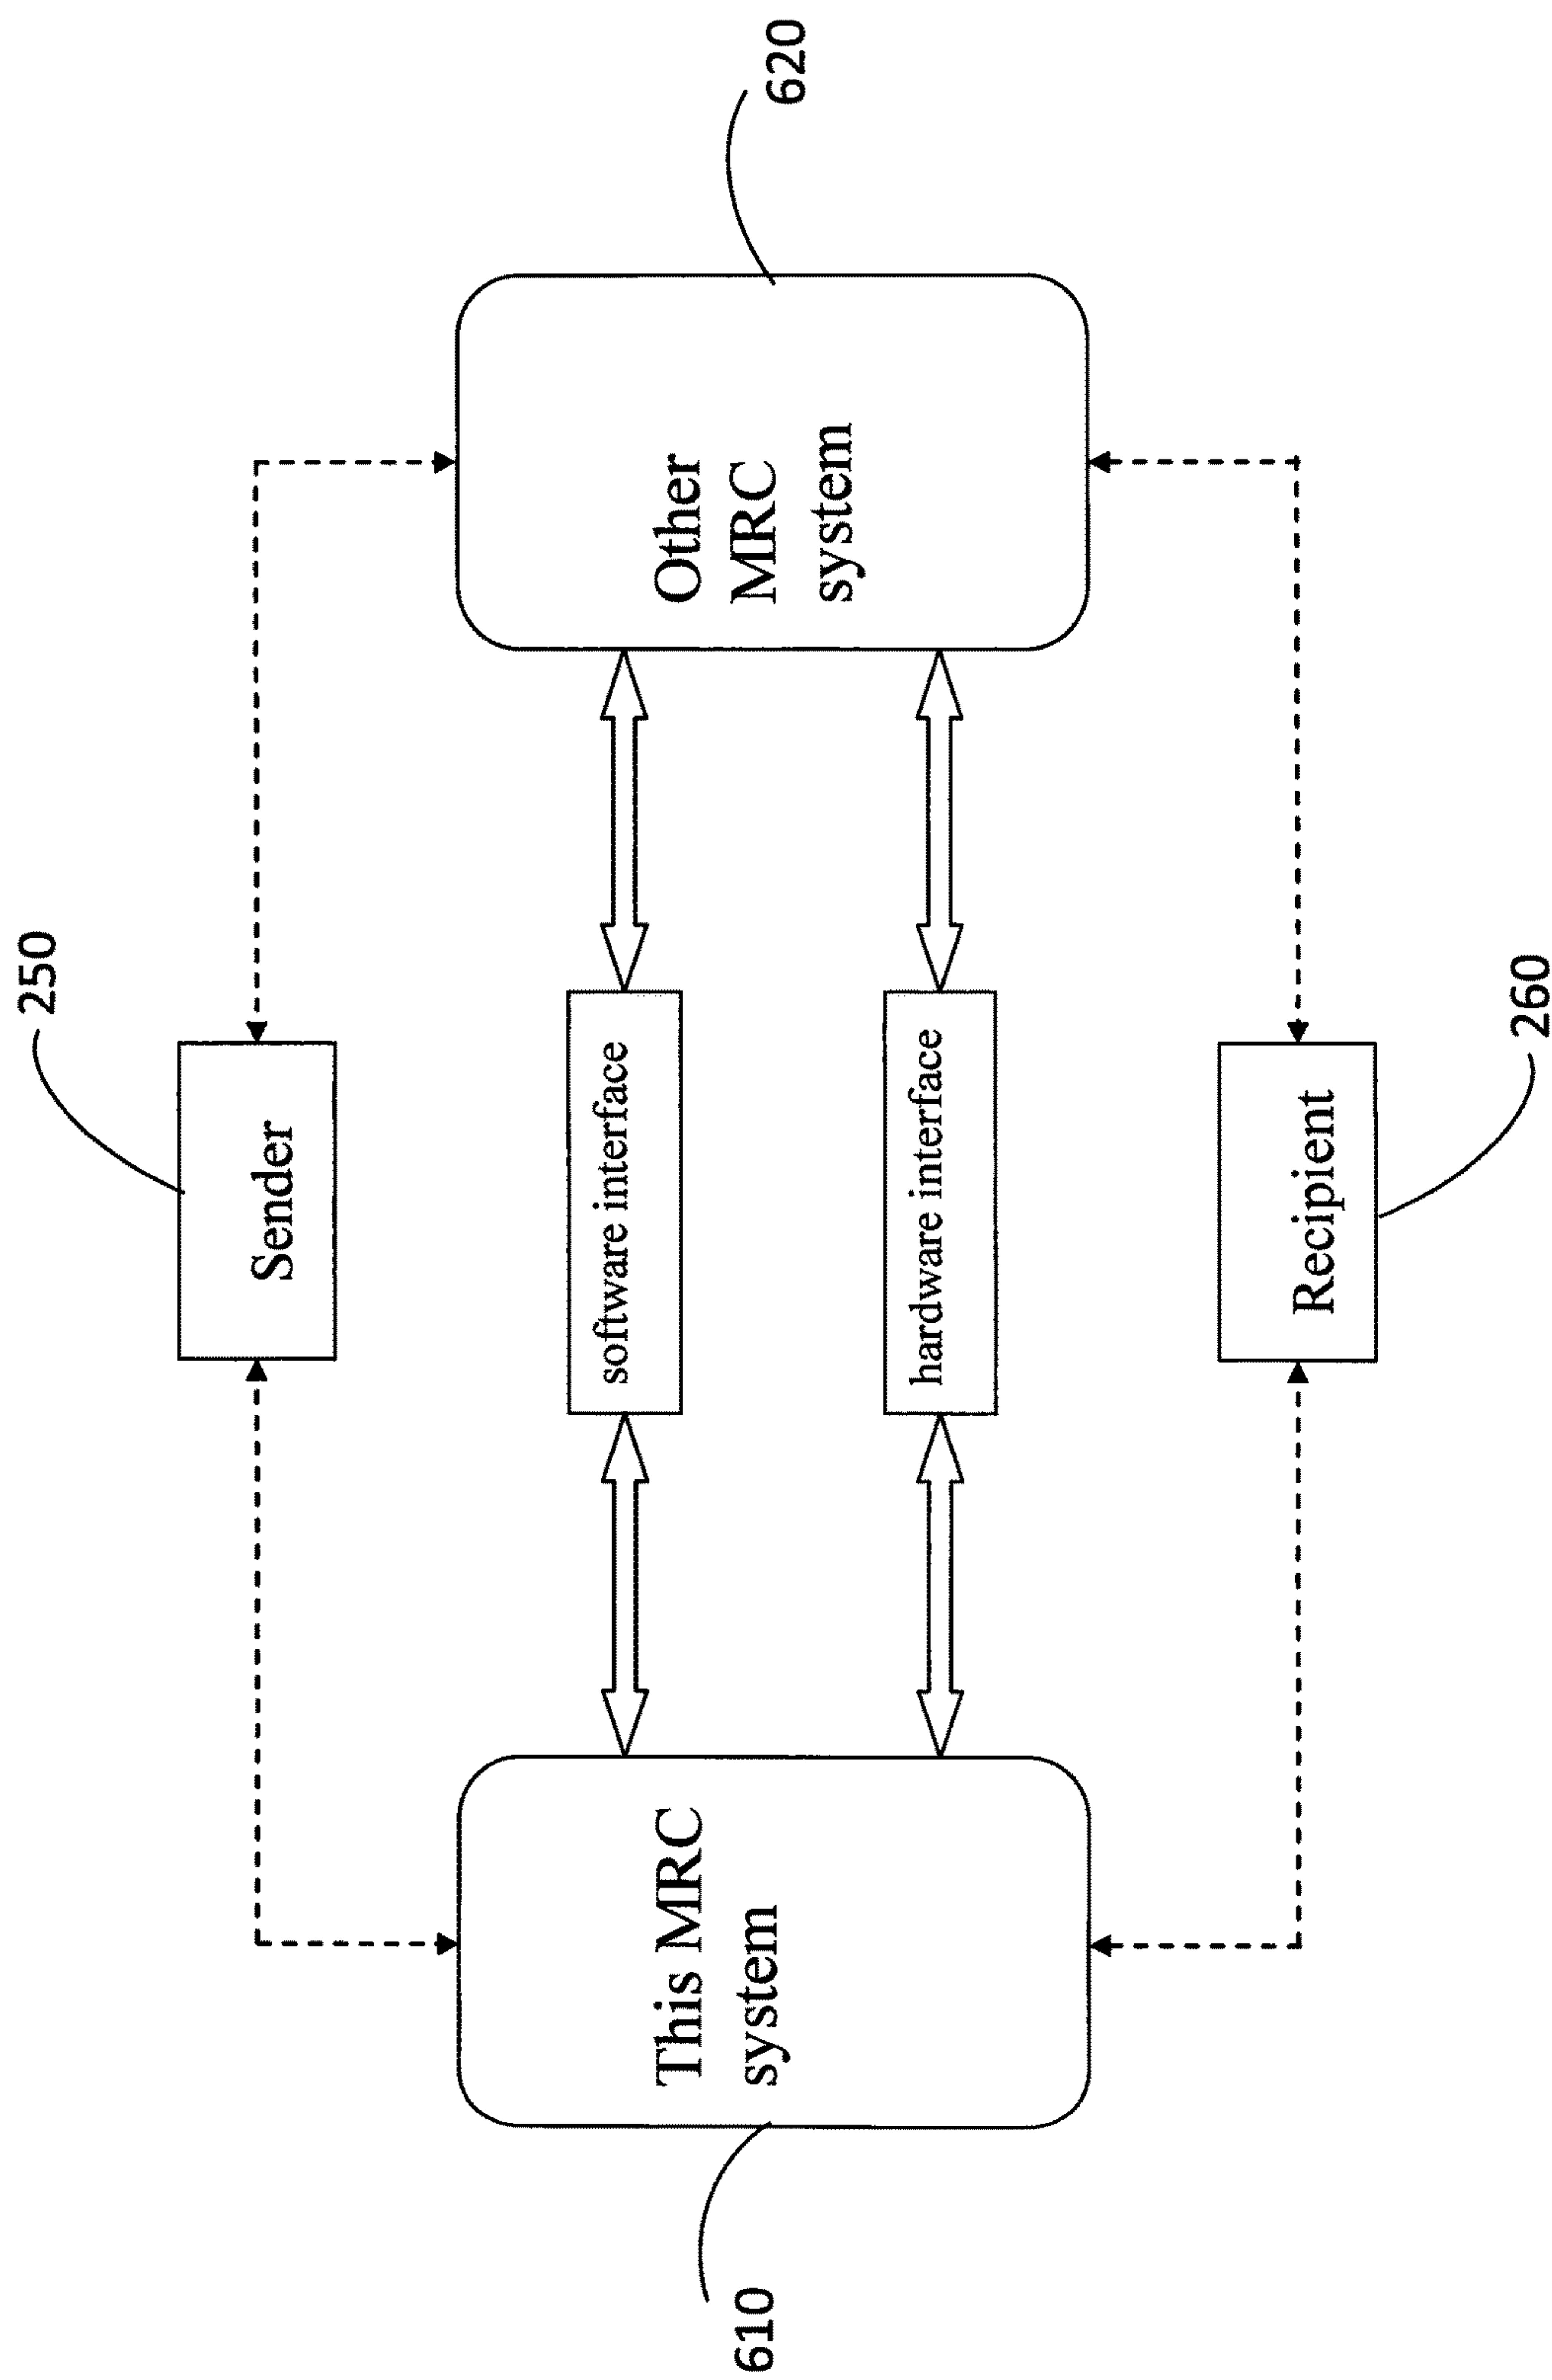 250
Sender
This MRC
system
610
software interface
hardware interface
Other
MRC
system
620
Recipient
260